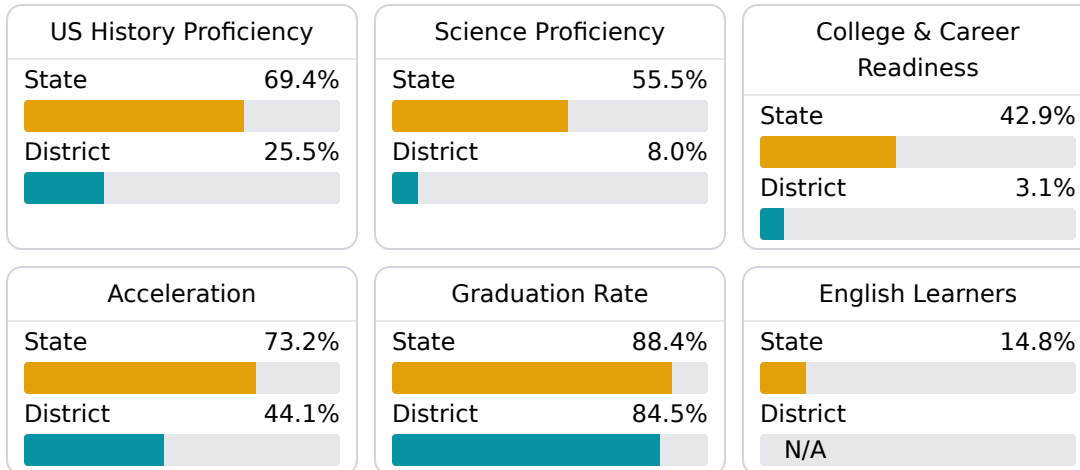 US History Proficiency
State 69.4%
District 25.5%
Science Proficiency
State 55.5%
District 8.0%
College & Career
Readiness
State 42.9%
District 3.1%
Acceleration
State 73.2%
District 44.1%
Graduation Rate
State 88.4%
District 84.5%
English Learners
State 14.8%
District
N/A